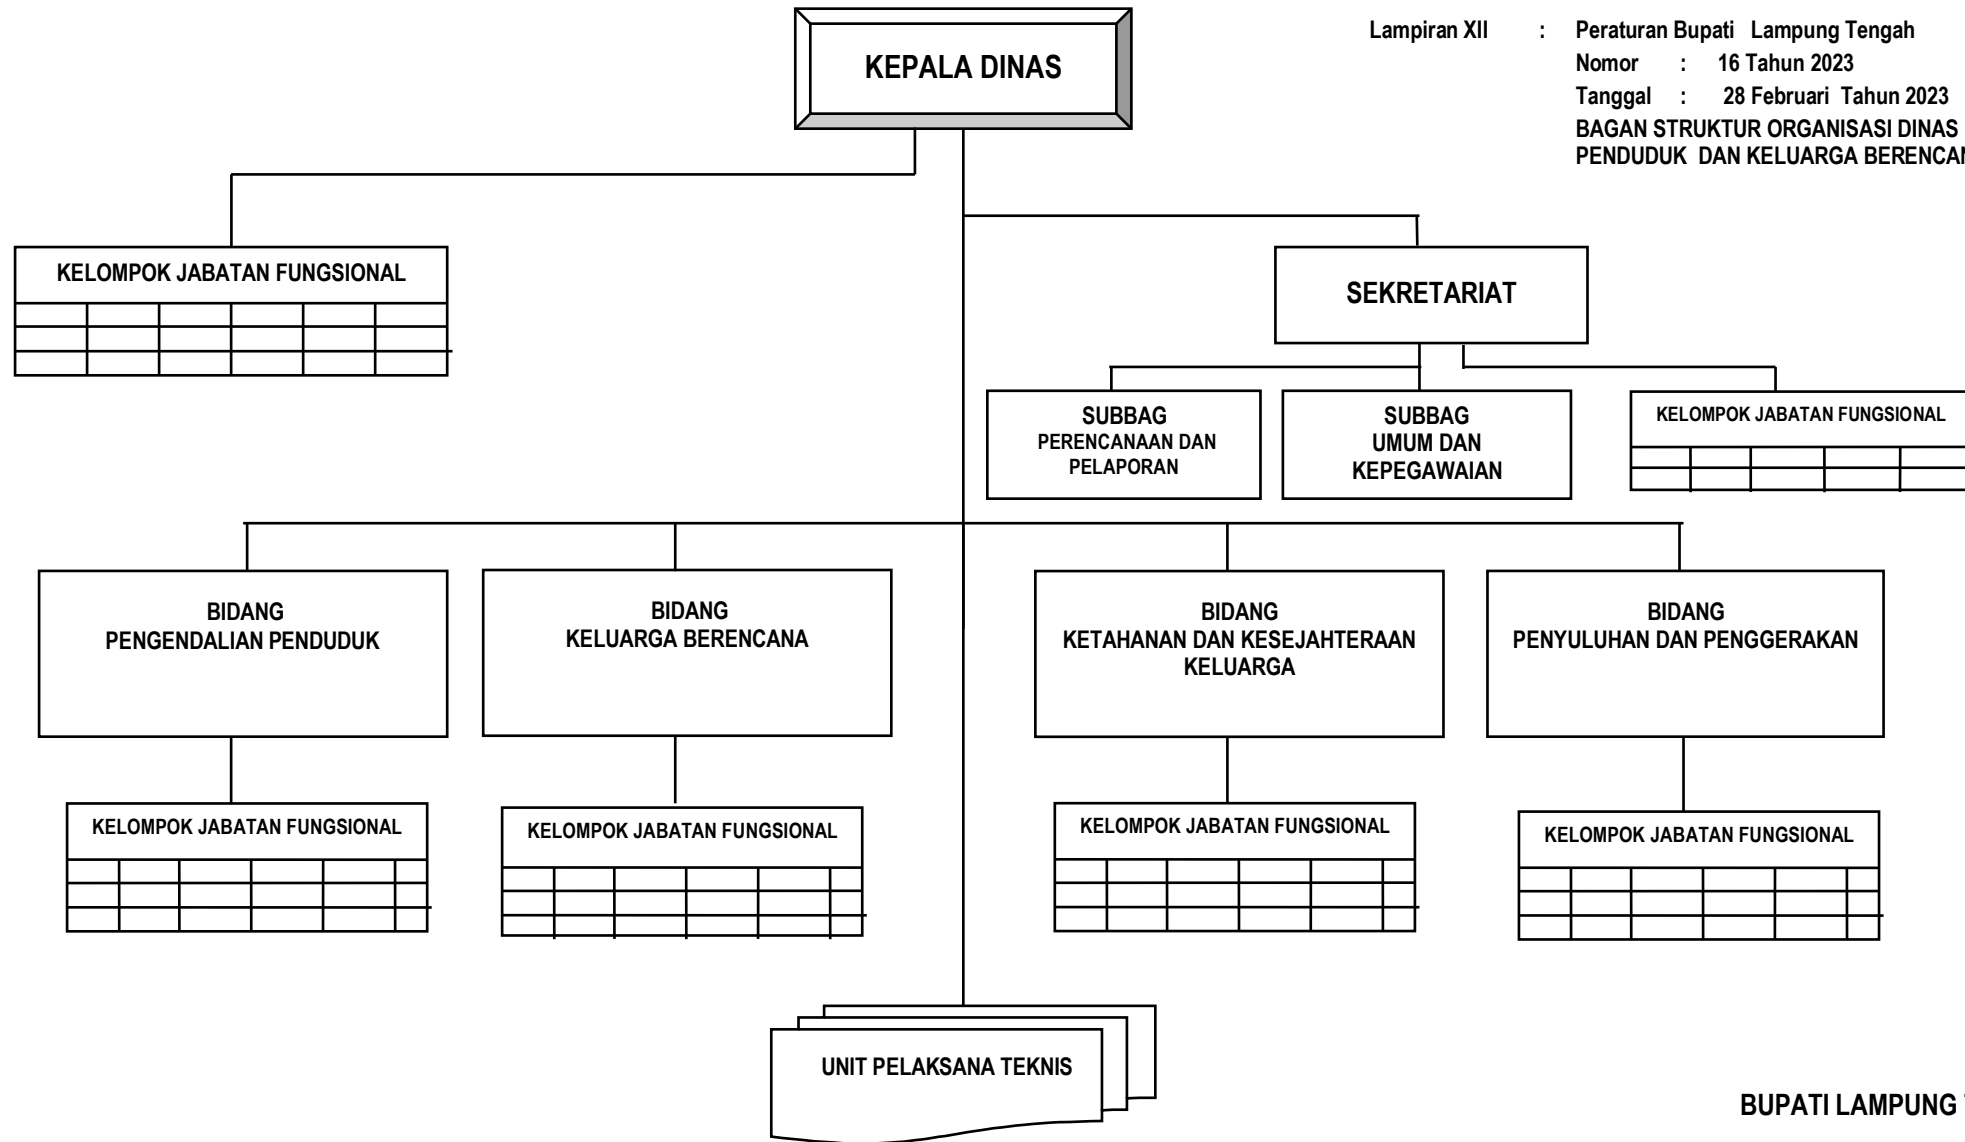 Lampiran XII : Peraturan Bupati Lampung Tengah
Nomor : 16 Tahun 2023
Tanggal : 28 Februari Tahun 2023
BAGAN STRUKTUR ORGANISASI DINAS
PENDUDUK DAN KELUARGA
KEPALA DINAS
KELOMPOK JABATAN FUNGSIONAL
SEKRETARIAT
SUBBAG
PERENCANAAN DAN
PELAPORAN
SUBBAG
UMUM DAN
KEPEGAWAIAN
KELOMPOK JABATAN FUNGSIONAL
BIDANG
PENGENDALIAN PENDUDUK
BIDANG
KELUARGA BERENCANA
BIDANG
KETAHANAN DAN KESEJAHTERAAN
KELUARGA
BIDANG
PENYULUHAN DAN PENGGERAKAN
KELOMPOK JABATAN FUNGSIONAL
KELOMPOK JABATAN FUNGSIONAL
KELOMPOK JABATAN FUNGSIONAL
KELOMPOK JABATAN FUNGSIONAL
UNIT PELAKSANA TEKNIS
BUPATI LAMPUNG